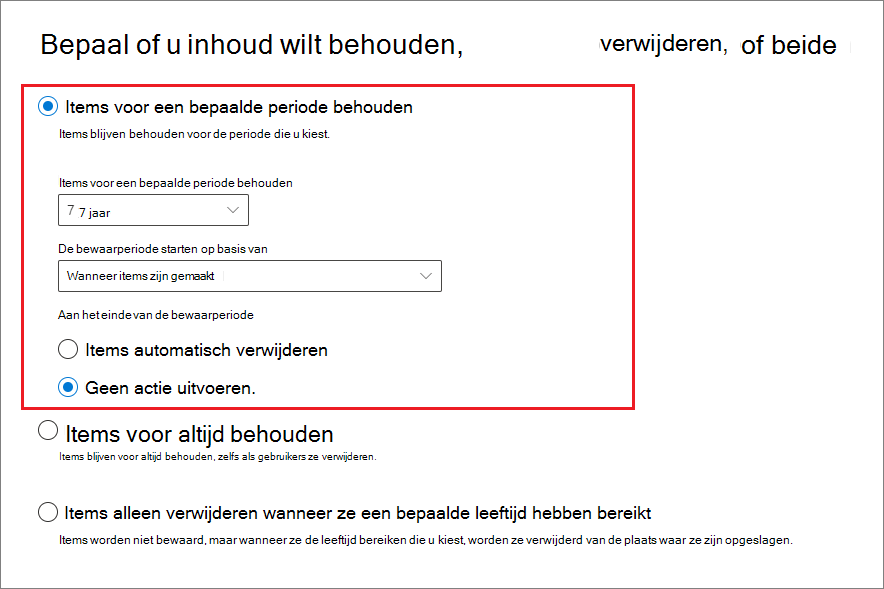 Bepaal of u inhoud wilt behouden, verwijderen, of beide
Items voor een bepaalde periode behouden
Items blijven behouden voor de periode die u kiest.
Items voor een bepaalde periode behouden
7 7 jaar
De bewaarperiode starten op basis van
Wanneer items zijn gemaakt
Aan het einde van de bewaarperiode
Items automatisch verwijderen
Geen actie uitvoeren.
Items voor altijd behouden
Items blijven voor altijd behouden, zelfs als gebruikers ze verwijderen.
Items alleen verwijderen wanneer ze een bepaalde leeftijd hebben bereikt
Items worden niet bewaard, maar wanneer ze de leeftijd bereiken die u kiest, worden ze verwijderd van de plaats waar ze zijn opgeslagen.